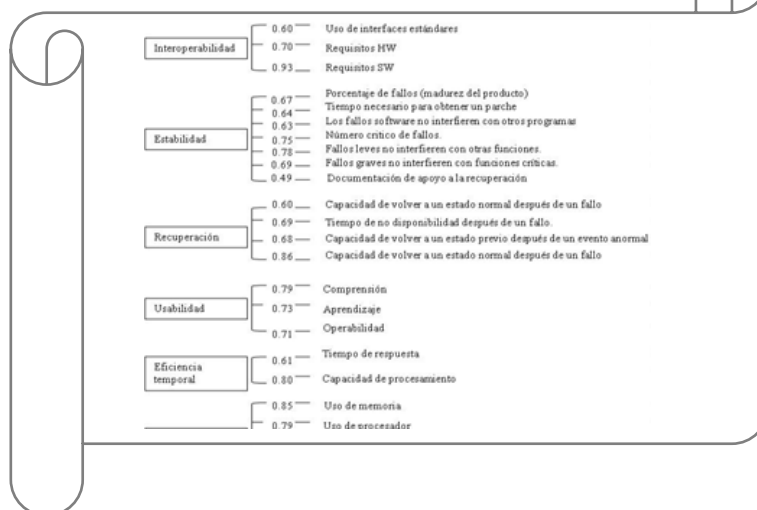 Interoperabilidad
0.60 Uso de interfaces estándares
0.70 Requisitos HW
0.93 Requisitos SW
Estabilidad
0.67 Porcentaje de fallos (madurez del producto)
0.64 Tiempo necesario para obtener un parche
0.63 Los fallos software no interfieren con otros programas
0.75 Número crítico de fallos.
0.78 Fallos leves no interfieren con otras funciones.
0.69 Fallos graves no interfieren con funciones críticas.
0.49 Documentación de apoyo a la recuperación
Recuperación
0.60 Capacidad de volver a un estado normal después de un fallo
0.69 Tiempo de no disponibilidad después de un fallo.
0.68 Capacidad de volver a un estado previo después de un evento anormal
0.86 Capacidad de volver a un estado normal después de un fallo
Usabilidad
0.79 Comprensión
0.73 Aprendizaje
0.71 Operabilidad
Eficiencia
temporal
0.61 Tiempo de respuesta
0.80 Capacidad de procesamiento
0.85 Uso de memoria
0.79 Uso de procesador